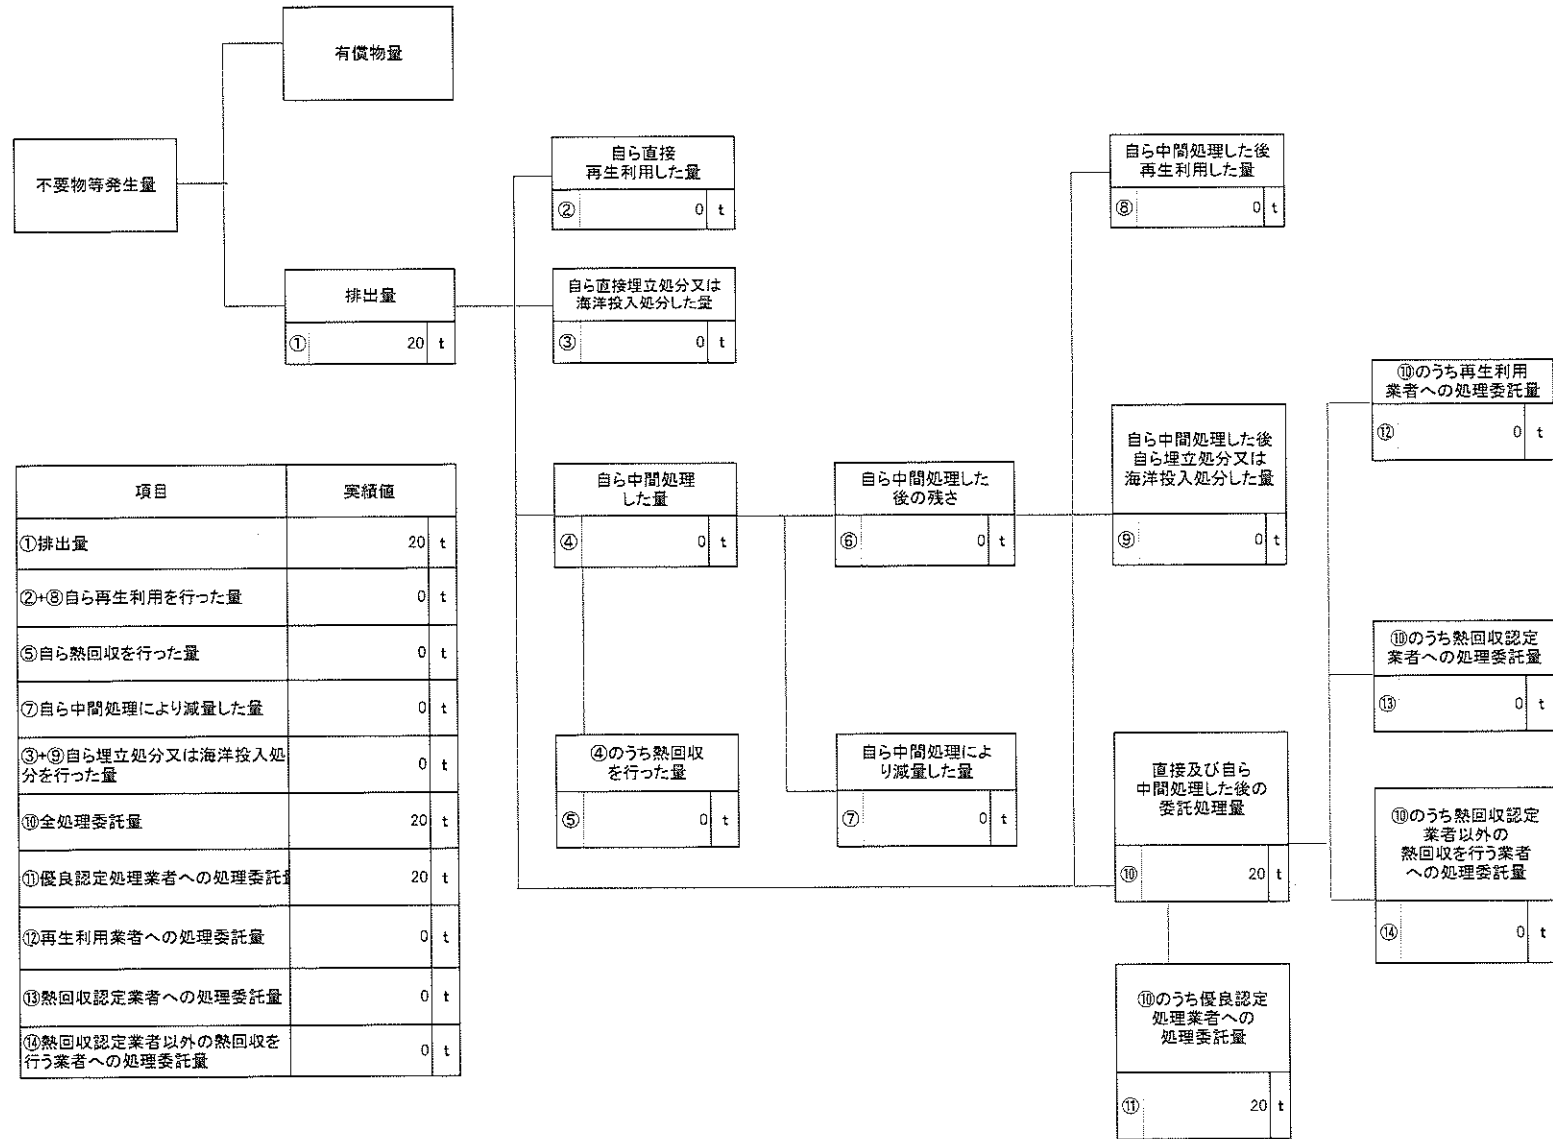 有償物量
不要物等発生量
排出量
① 20 t
自ら直接
再生利用した量
② 0 t
自ら直接埋立処分又は
海洋投入処分した量
③ 0 t
自ら中間処理
した量
④ 0 t
④のうち熱回収
を行った量
⑤ 0 t
自ら中間処理した
後の残さ
⑥ 0 t
自ら中間処理によ
り減量した量
⑦ 0 t
自ら中間処理した後
再生利用した量
⑧ 0 t
自ら中間処理した後
自ら埋立処分又は
海洋投入処分した量
⑨ 0 t
直接及び自ら
中間処理した後の
委託処理量
⑩ 20 t
⑩のうち優良認定
処理業者への
処理委託量
⑪ 20 t
⑩のうち再生利用
業者への処理委託量
⑫ 0 t
⑩のうち熱回収認定
業者への処理委託量
⑬ 0 t
⑩のうち熱回収認定
業者以外の
熱回収を行う業者
への処理委託量
⑭ 0 t
項目 実績値
①排出量 20 t
②+⑧自ら再生利用を行った量 0 t
⑤自ら熱回収を行った量 0 t
⑦自ら中間処理により減量した量 0 t
③+⑨自ら埋立処分又は海洋投入処
分を行った量 0 t
⑩全処理委託量 20 t
⑪優良認定処理業者への処理委託 20 t
⑫再生利用業者への処理委託量 0 t
⑬熱回収認定業者への処理委託量 0 t
⑭熱回収認定業者以外の熱回収を
行う業者への処理委託量 0 t